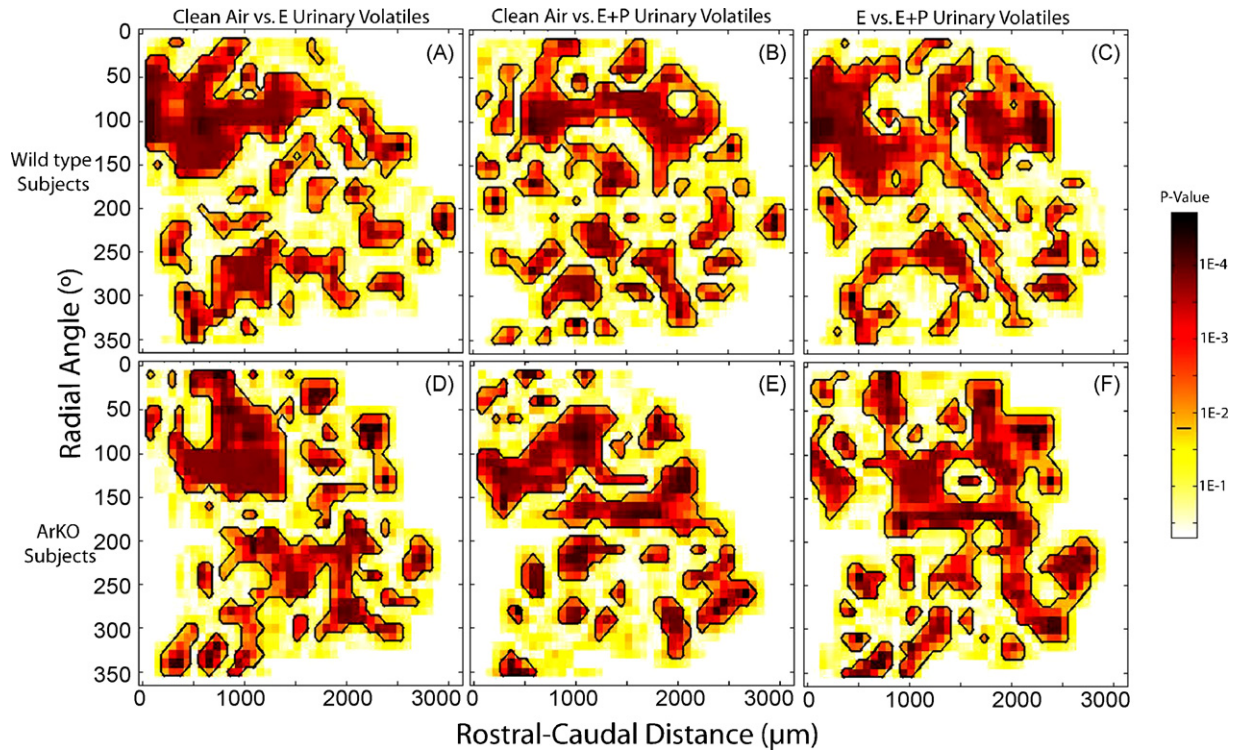 Clean Air vs. E Urinary Volatiles
Clean Air vs. E+P Urinary Volatiles
E vs. E+P Urinary Volatiles
0
50
100
150
200
250
300
350
(A)
(B)
(C)
Wild type
Subjects
P-Value
1E-4
1E-3
1E-2
1E-1
Radial Angle (º)
0
50
100
150
200
250
300
350
(D)
(E)
(F)
ArKO
Subjects
0
1000
2000
3000
0
1000
2000
3000
0
1000
2000
3000
Rostral-Caudal Distance (µm)